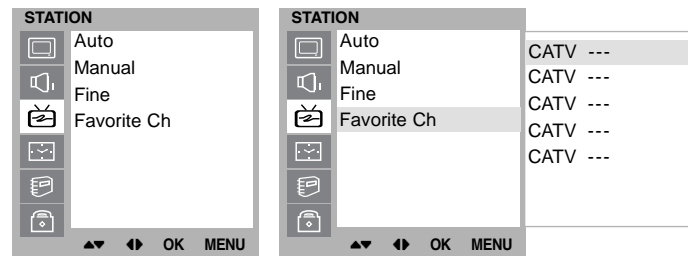 STATION
Auto
Manual
Fine
Favorite Ch
▲▼ ◀▶ OK MENU
STATION
Auto
Manual
Fine
Favorite Ch
▲▼ ◀▶ OK MENU
CATV ---
CATV ---
CATV ---
CATV ---
CATV ---